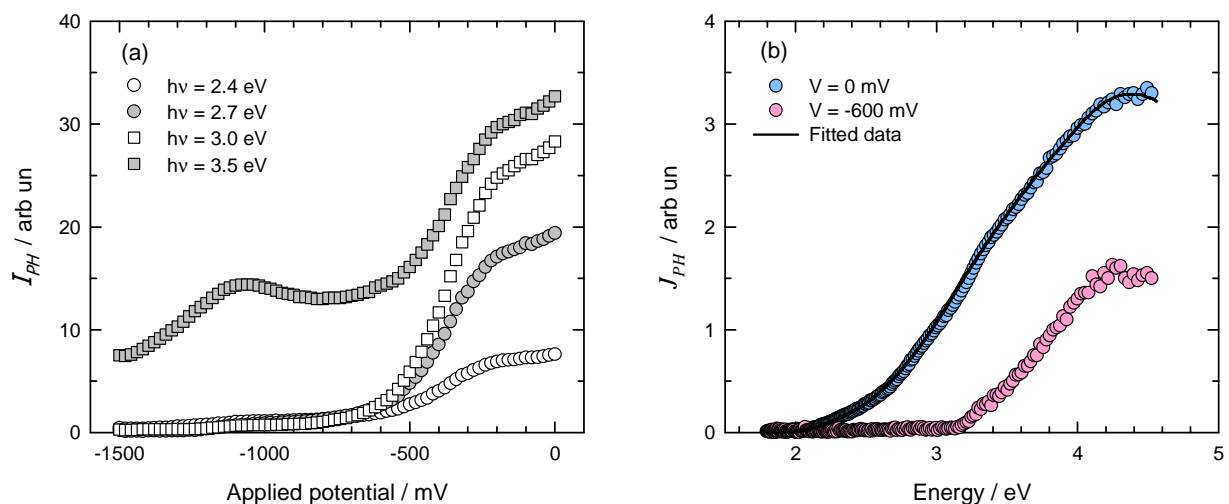 (a)
hν = 2.4 eV
hν = 2.7 eV
hν = 3.0 eV
hν = 3.5 eV
I_PH / arb un
40
30
20
10
0
-1500
-1000
-500
0
Applied potential / mV
(b)
V = 0 mV
V = -600 mV
Fitted data
J_PH / arb un
4
3
2
1
0
2
3
4
5
Energy / eV